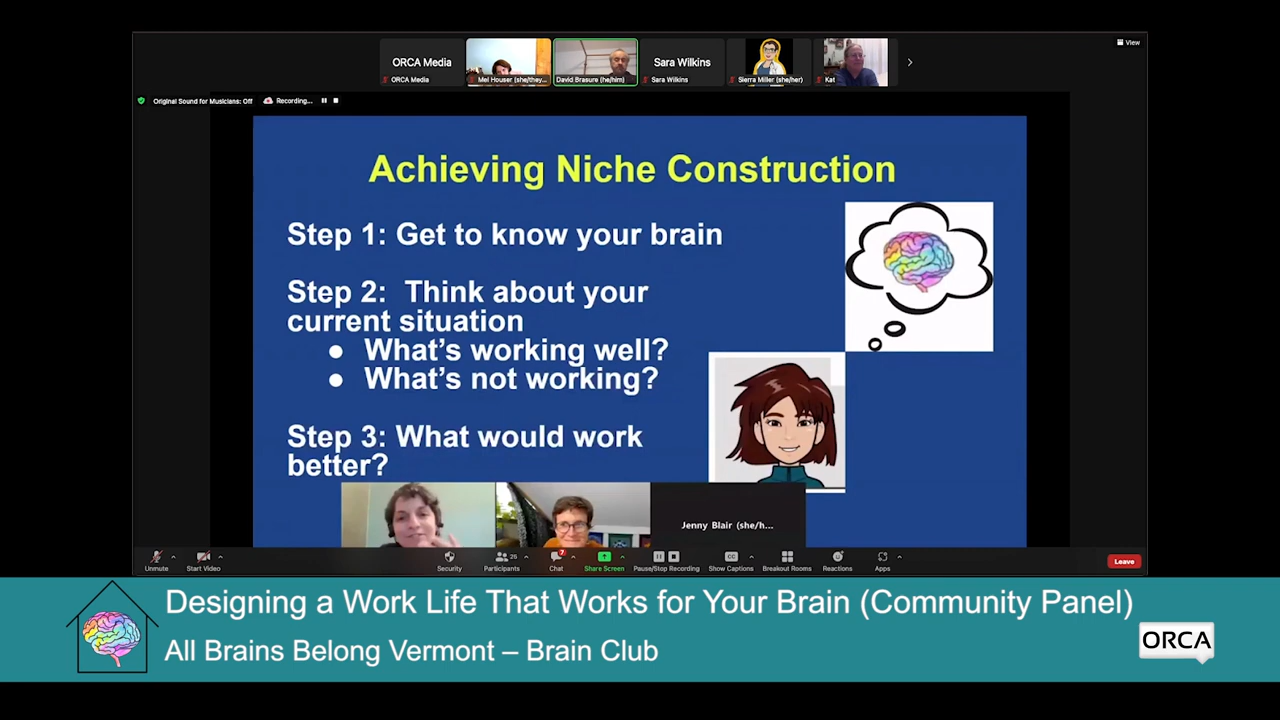 View
ORCA Media
Sara Wilkins
ORCA Media
Mel Houser (she/they...
David Brasure (he/him)
Sara Wilkins
Sierra Miller (she/her)
Kat
Original Sound for Musicians: Off
Recording...
Achieving Niche Construction
Step 1: Get to know your brain
Step 2: Think about your
current situation
● What's working well?
● What's not working?
Step 3: What would work
better?
Jenny Blair (she/h...
7
26
CC
Unmute
Start Video
Security
Participants
Chat
Share Screen
Pause/Stop Recording
Show Captions
Breakout Rooms
Reactions
Apps
Leave
Designing a Work Life That Works for Your Brain (Community Panel)
All Brains Belong Vermont – Brain Club
ORCA